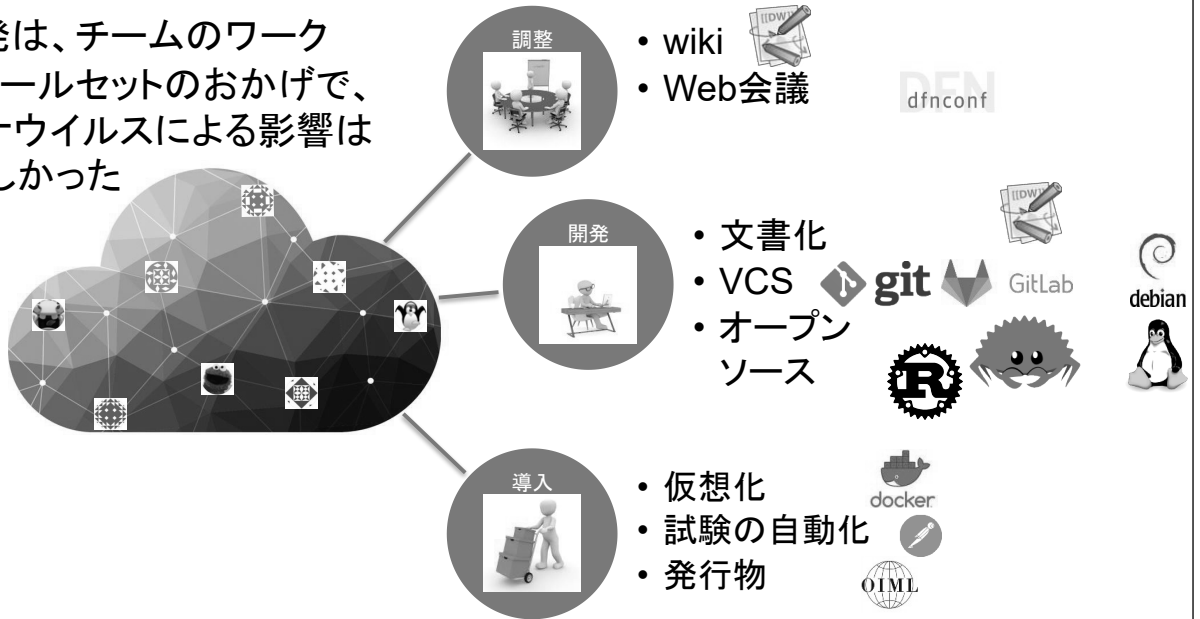 発は、チームのワーク
ールセットのおかげで、
ナウイルスによる影響は
しかった
調整
• wiki
• Web会議
[[DW]]
DFN
dfnconf
開発
• 文書化
• VCS
• オープン
ソース
[[DW]]
git
GitLab
R
debian
導入
• 仮想化
• 試験の自動化
• 発行物
docker
OIML